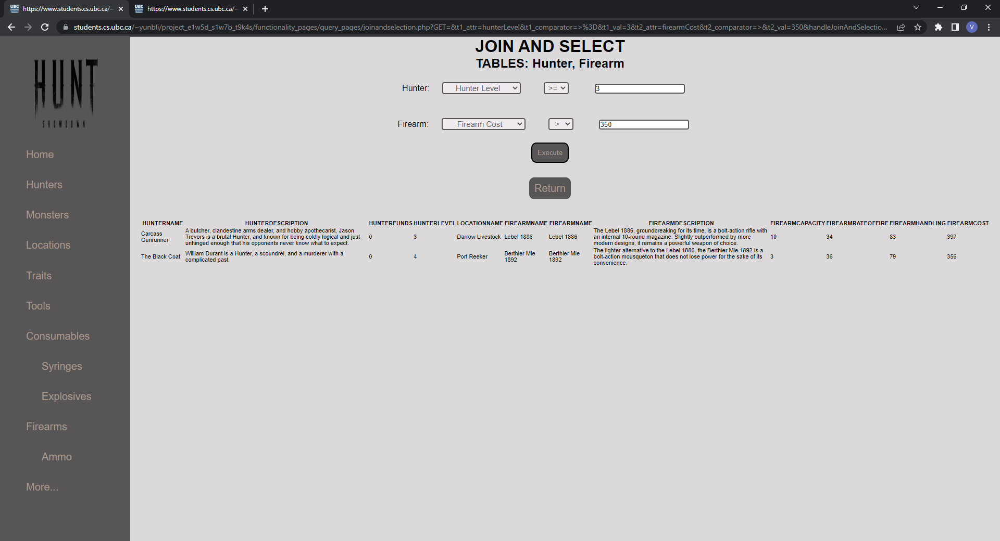 https://www.students.cs.ubc.ca/~
https://www.students.cs.ubc.ca/~
students.cs.ubc.ca/~yunbli/project_e1w5d_s1w7b_t9k4s/functionality_pages/query_pages/joinandselection.php?GET=&t1_attr=hunterLevel&t1_comparator=>%3D&t1_val=3&t2_attr=firearmCost&t2_comparator=>&t2_val=350&handleJoinAndSelectio...
V
HUNT
SHOWDOWN
Home
Hunters
Monsters
Locations
Traits
Tools
Consumables
Syringes
Explosives
Firearms
Ammo
More...
JOIN AND SELECT
TABLES: Hunter, Firearm
Hunter: Hunter Level >= 3
Firearm: Firearm Cost > 350
Execute
Return
HUNTERNAME HUNTERDESCRIPTION HUNTERFUNDS HUNTERLEVEL LOCATIONNAME FIREARMNAME FIREARMNAME FIREARMDESCRIPTION FIREARMCAPACITY FIREARMRATEOFFIRE FIREARMHANDLING FIREARMCOST
Carcass
Gunrunner
A butcher, clandestine arms dealer, and hobby apothecarist, Jason
Trevors is a brutal Hunter, and known for being coldly logical and just
unhinged enough that his opponents never know what to expect.
0 3 Darrow Livestock Lebel 1886 Lebel 1886
The Lebel 1886, groundbreaking for its time, is a bolt-action rifle with
an internal 10-round magazine. Slightly outperformed by more
modern designs, it remains a powerful weapon of choice.
10 34 83 397
The Black Coat
William Durant is a Hunter, a scoundrel, and a murderer with a
complicated past.
0 4 Port Reeker
Berthier Mle
1892
Berthier Mle
1892
The lighter alternative to the Lebel 1886, the Berthier Mle 1892 is a
bolt-action mousqueton that does not lose power for the sake of its
convenience.
3 36 79 356